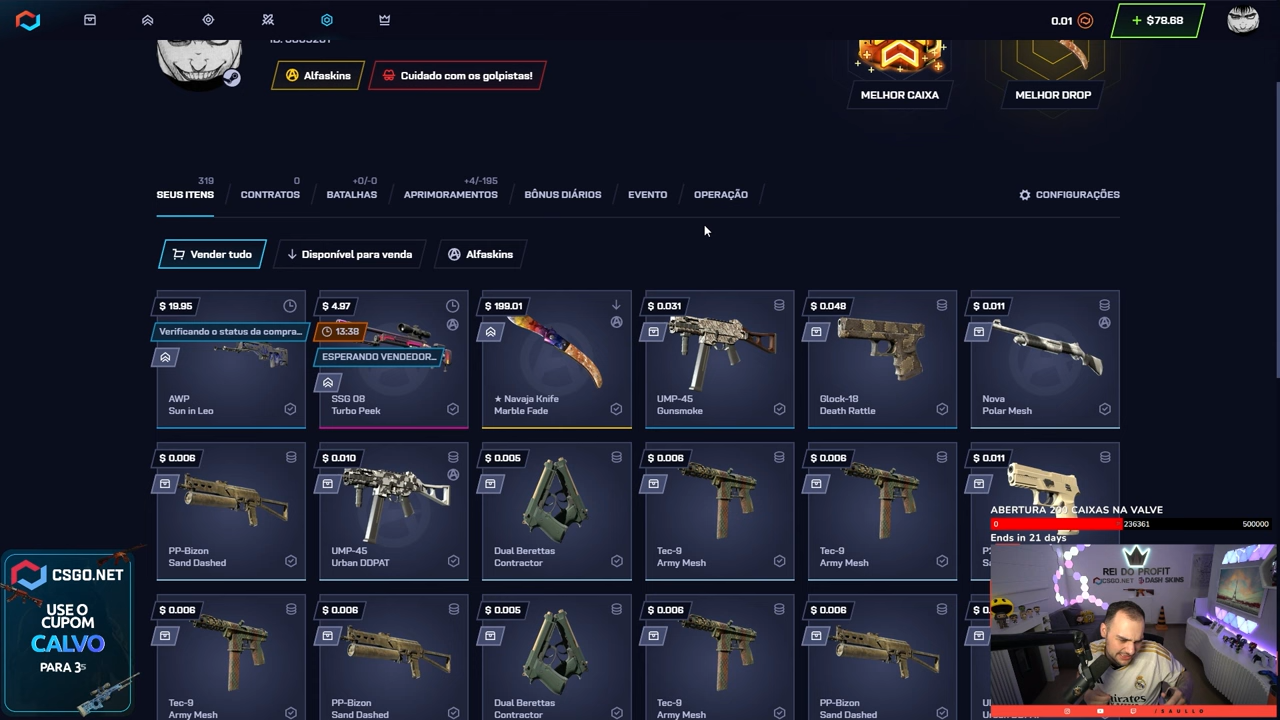 0.01
+ $78.68
Alfaskins
Cuidado com os golpistas!
MELHOR CAIXA
MELHOR DROP
319
SEUS ITENS
0
CONTRATOS
+0/-0
BATALHAS
+4/-195
APRIMORAMENTOS
BÔNUS DIÁRIOS
EVENTO
OPERAÇÃO
CONFIGURAÇÕES
Vender tudo
Disponível para venda
Alfaskins
$ 19.95
Verificando o status da compra...
AWP
Sun in Leo
$ 4.97
13:38
ESPERANDO VENDEDOR...
SSG 08
Turbo Peek
$ 199.01
★ Navaja Knife
Marble Fade
$ 0.031
UMP-45
Gunsmoke
$ 0.048
Glock-18
Death Rattle
$ 0.011
Nova
Polar Mesh
$ 0.006
PP-Bizon
Sand Dashed
$ 0.010
UMP-45
Urban DDPAT
$ 0.005
Dual Berettas
Contractor
$ 0.006
Tec-9
Army Mesh
$ 0.006
Tec-9
Army Mesh
$ 0.011
ABERTURA 200 CAIXAS NA VALVE
0
236361
500000
Ends in 21 days
$ 0.006
Tec-9
Army Mesh
$ 0.006
PP-Bizon
Sand Dashed
$ 0.005
Dual Berettas
Contractor
$ 0.006
Tec-9
Army Mesh
$ 0.006
PP-Bizon
Sand Dashed
CSGO.NET
USE O
CUPOM
CALVO
PARA 35
REI DO PROFIT
CSGO.NET
DASH SKINS
/SAULLO